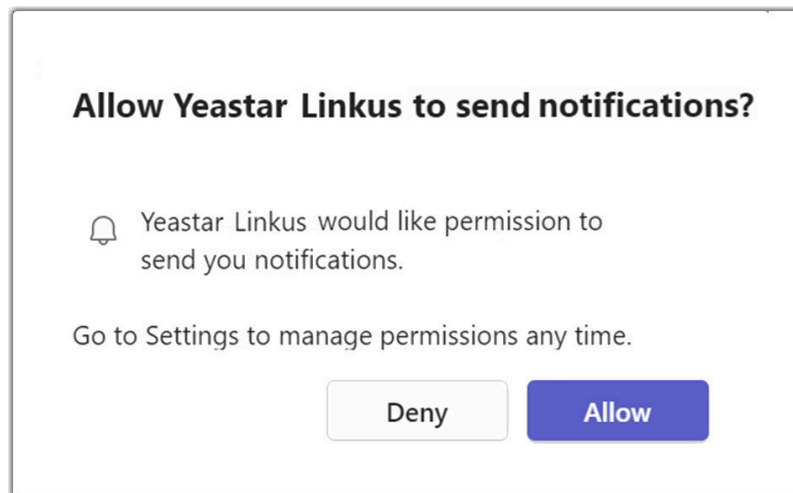 Allow Yeastar Linkus to send notifications?
Yeastar Linkus would like permission to
send you notifications.
Go to Settings to manage permissions any time.
Deny
Allow